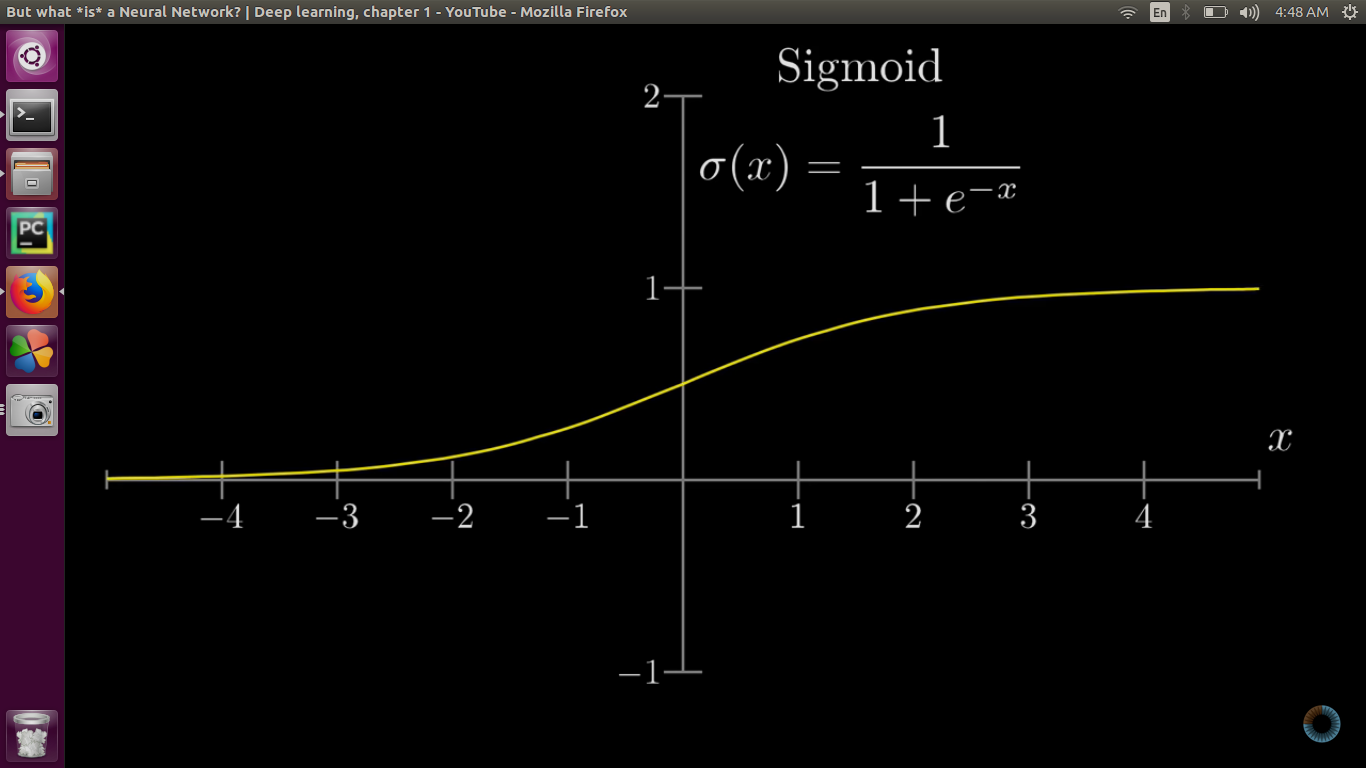 But what *is* a Neural Network? | Deep learning, chapter 1 - YouTube - Mozilla Firefox
En
4:48 AM
Sigmoid
2
σ(x) = 1 / (1 + e^{−x})
PC
1
x
−4 −3 −2 −1 1 2 3 4
−1